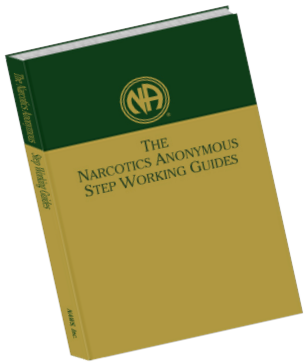 NA
®
THE
NARCOTICS ANONYMOUS
STEP WORKING GUIDES
The Narcotics Anonymous
Step Working Guides
NAWS, Inc.